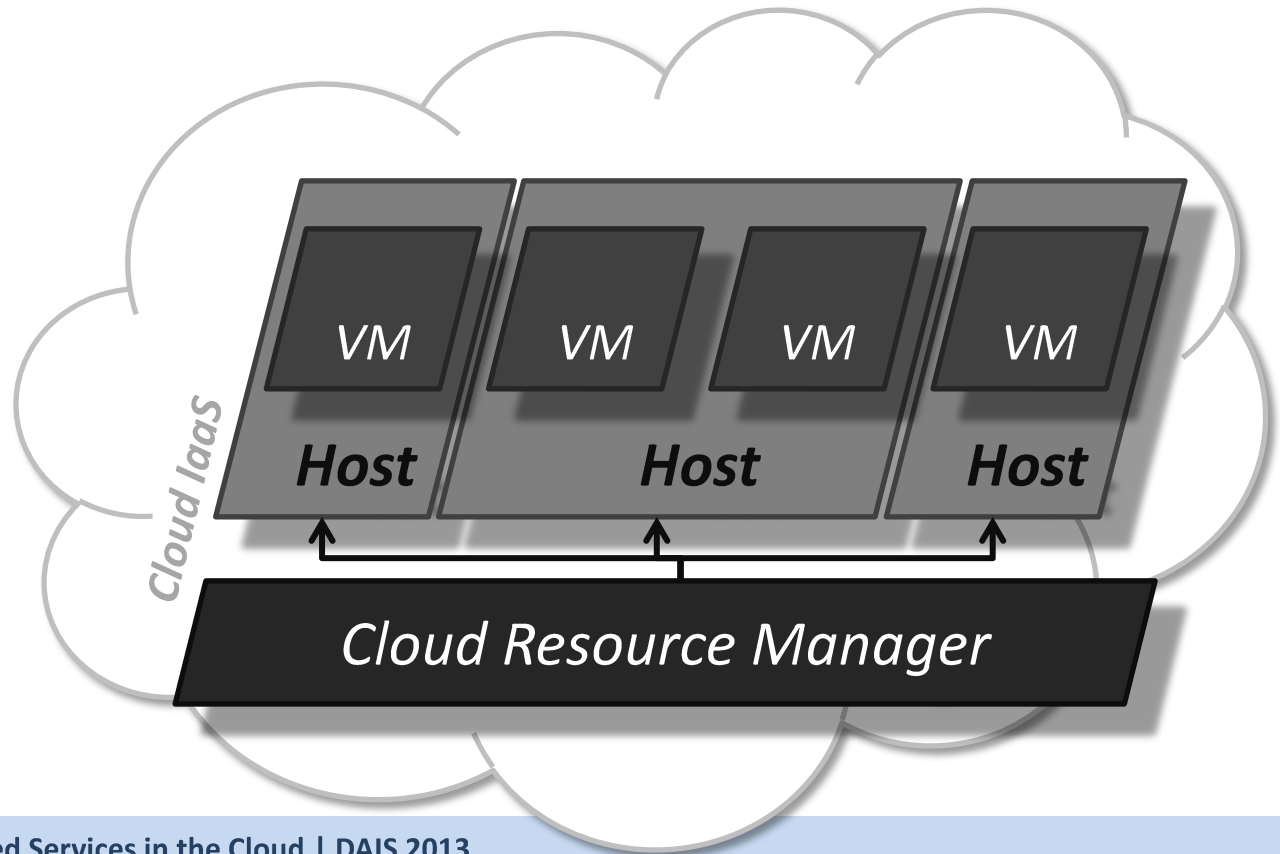 VM VM VM VM
Host Host Host
Cloud IaaS
Cloud Resource Manager
Services in the Cloud | DAIS 2013